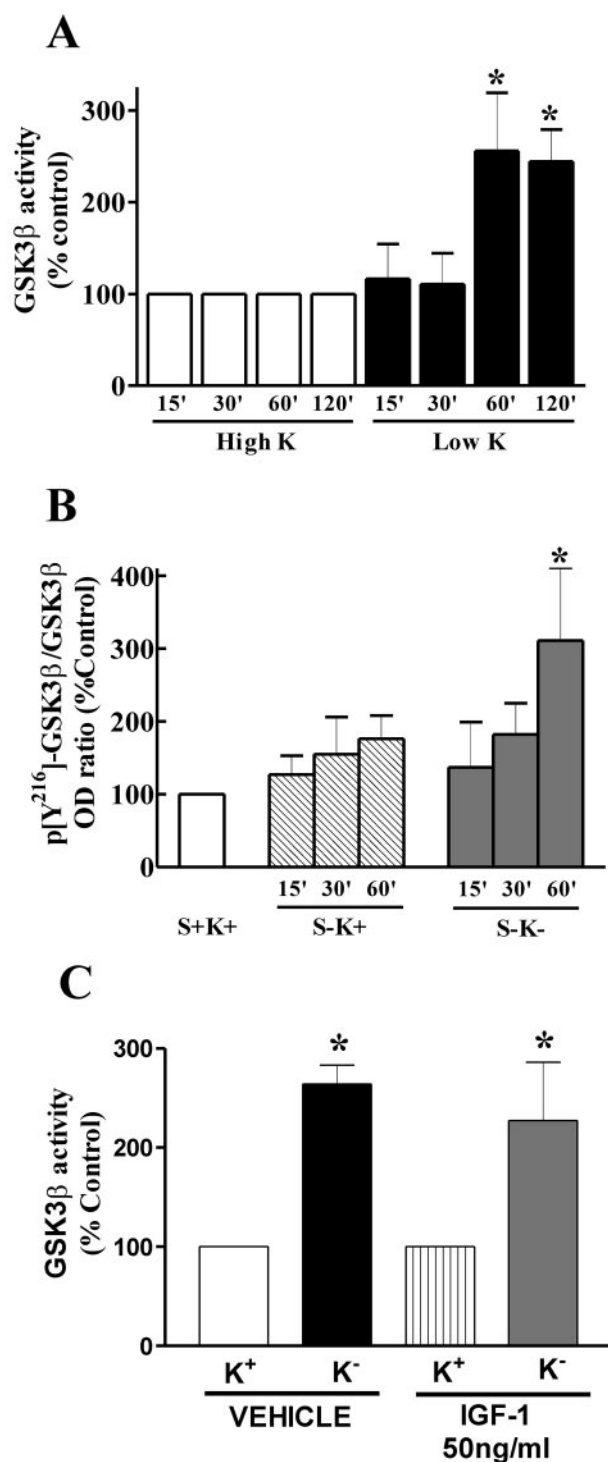 A
GSK3β activity
(% control)
300
200
100
0
* *
15' 30' 60' 120' 15' 30' 60' 120'
High K Low K
B
p[Y²¹⁶]-GSK3β/GSK3β
OD ratio (%Control)
400
300
200
100
0
*
15' 30' 60' 15' 30' 60'
S+K+ S-K+ S-K-
C
GSK3β activity
(% Control)
300
200
100
0
* *
K⁺ K⁻ K⁺ K⁻
VEHICLE IGF-1
50ng/ml